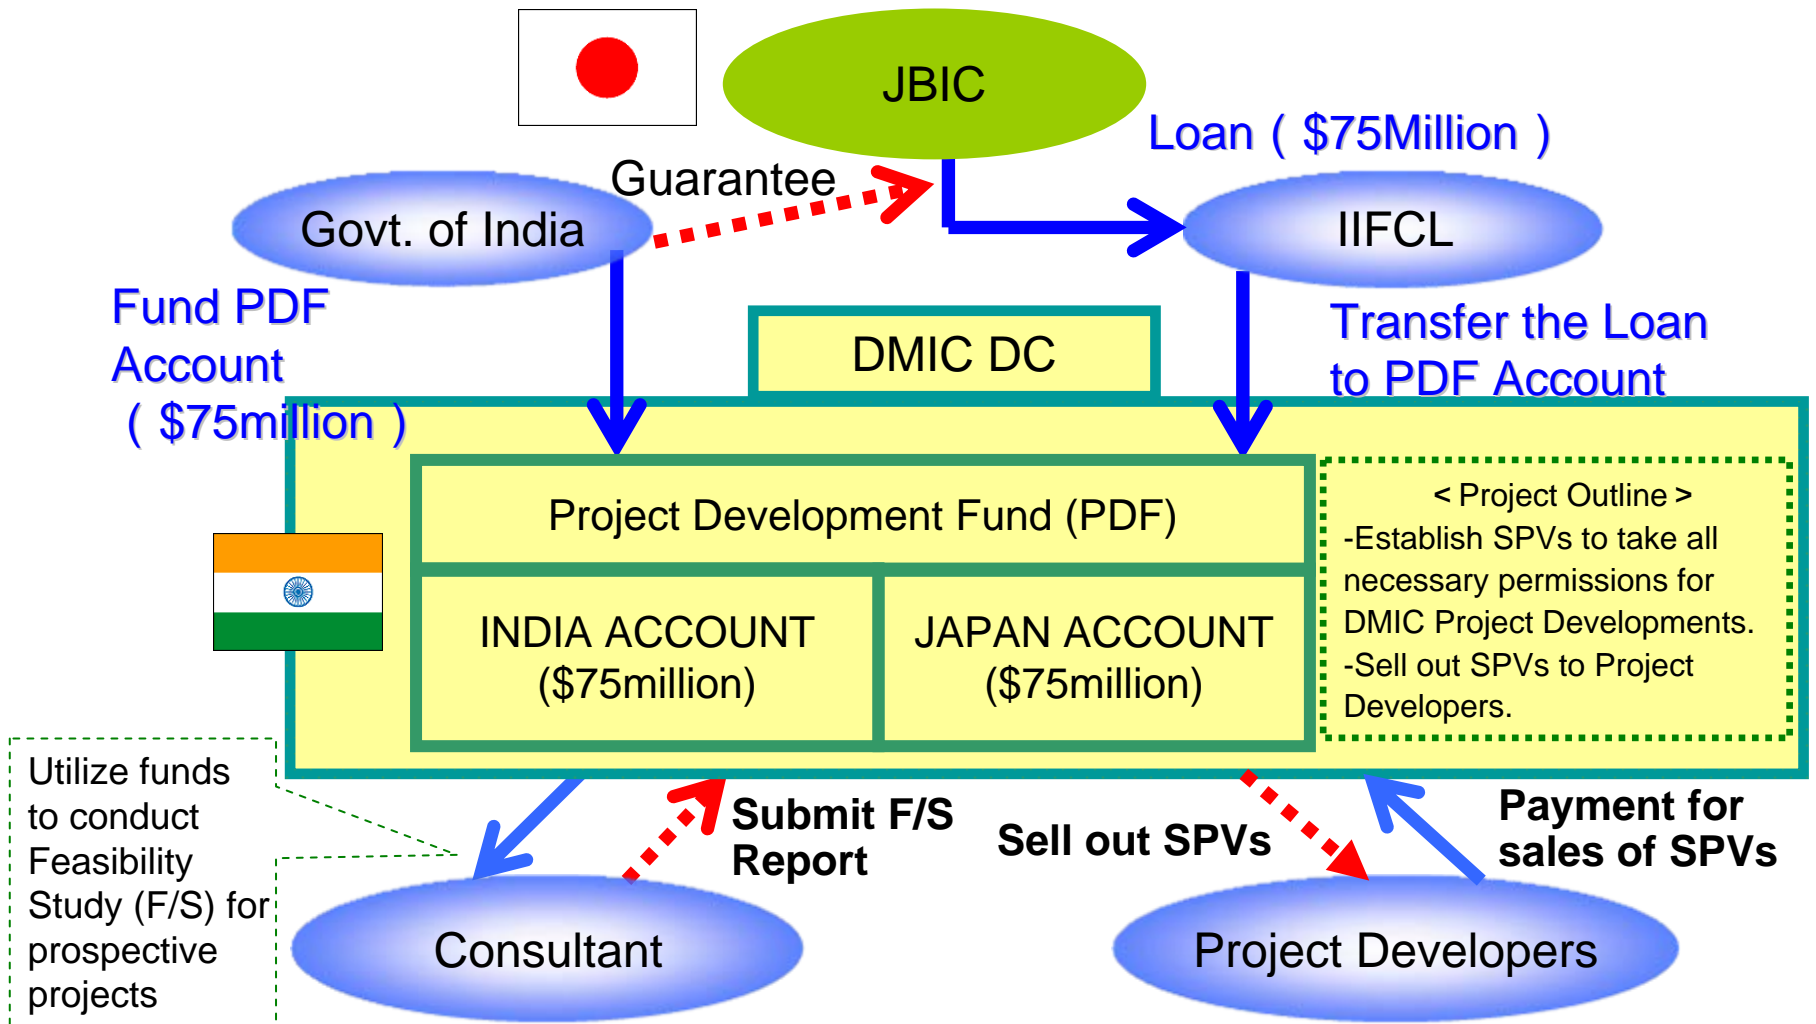 JBIC
Loan ( $75Million )
Guarantee
Govt. of India
IIFCL
Fund PDF
Account
( $75million )
DMIC DC
Transfer the Loan
to PDF Account
Project Development Fund (PDF)
INDIA ACCOUNT
($75million)
JAPAN ACCOUNT
($75million)
< Project Outline >
-Establish SPVs to take all
necessary permissions for
DMIC Project Developments.
-Sell out SPVs to Project
Developers.
Utilize funds
to conduct
Feasibility
Study (F/S) for
prospective
projects
Submit F/S
Report
Sell out SPVs
Payment for
sales of SPVs
Consultant
Project Developers